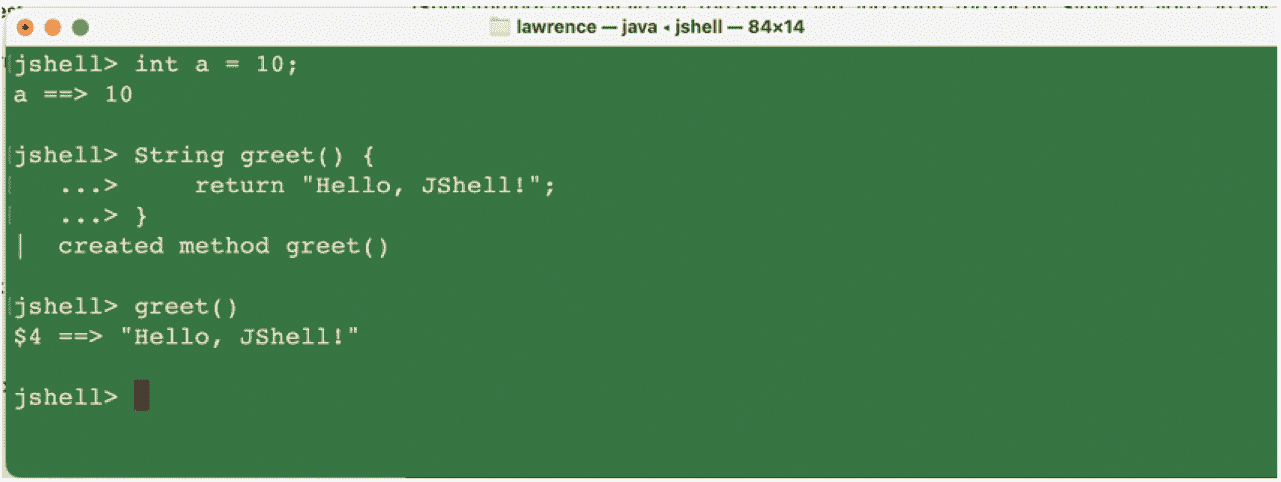 lawrence — java ◂ jshell — 84×14
jshell> int a = 10;
a ==> 10
jshell> String greet() {
   ...>     return "Hello, JShell!";
   ...> }
|  created method greet()
jshell> greet()
$4 ==> "Hello, JShell!"
jshell>